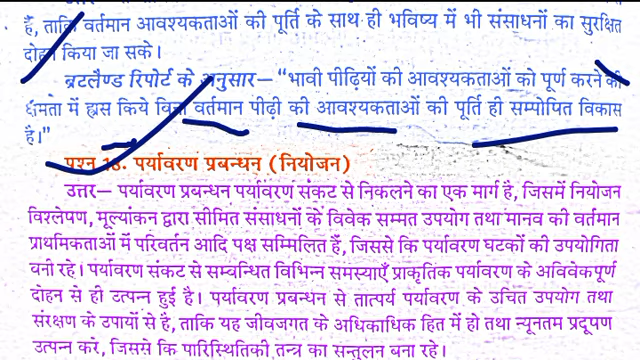 है, ताकि वर्तमान आवश्यकताओं की पूर्ति के साथ ही भविष्य में भी संसाधनों का सुरक्षित
दोहन किया जा सके।
ब्रटलैण्ड रिपोर्ट के अनुसार— “भावी पीढ़ियों की आवश्यकताओं को पूर्ण करने की
क्षमता में ह्रास किये बिना वर्तमान पीढ़ी की आवश्यकताओं की पूर्ति ही सम्पोषित विकास
है।”
प्रश्न 18. पर्यावरण प्रबन्धन (नियोजन)
उत्तर— पर्यावरण प्रबन्धन पर्यावरण संकट से निकलने का एक मार्ग है, जिसमें नियोजन
विश्लेषण, मूल्यांकन द्वारा सीमित संसाधनों के विवेक सम्मत उपयोग तथा मानव की वर्तमान
प्राथमिकताओं में परिवर्तन आदि पक्ष सम्मिलित हैं, जिससे कि पर्यावरण घटकों की उपयोगिता
बनी रहे। पर्यावरण संकट से सम्बन्धित विभिन्न समस्याएँ प्राकृतिक पर्यावरण के अविवेकपूर्ण
दोहन से ही उत्पन्न हुई है। पर्यावरण प्रबन्धन से तात्पर्य पर्यावरण के उचित उपयोग तथा
संरक्षण के उपायों से है, ताकि यह जीवजगत के अधिकाधिक हित में हो तथा न्यूनतम प्रदूषण
उत्पन्न करे, जिससे कि पारिस्थितिकी तन्त्र का सन्तुलन बना रहे।